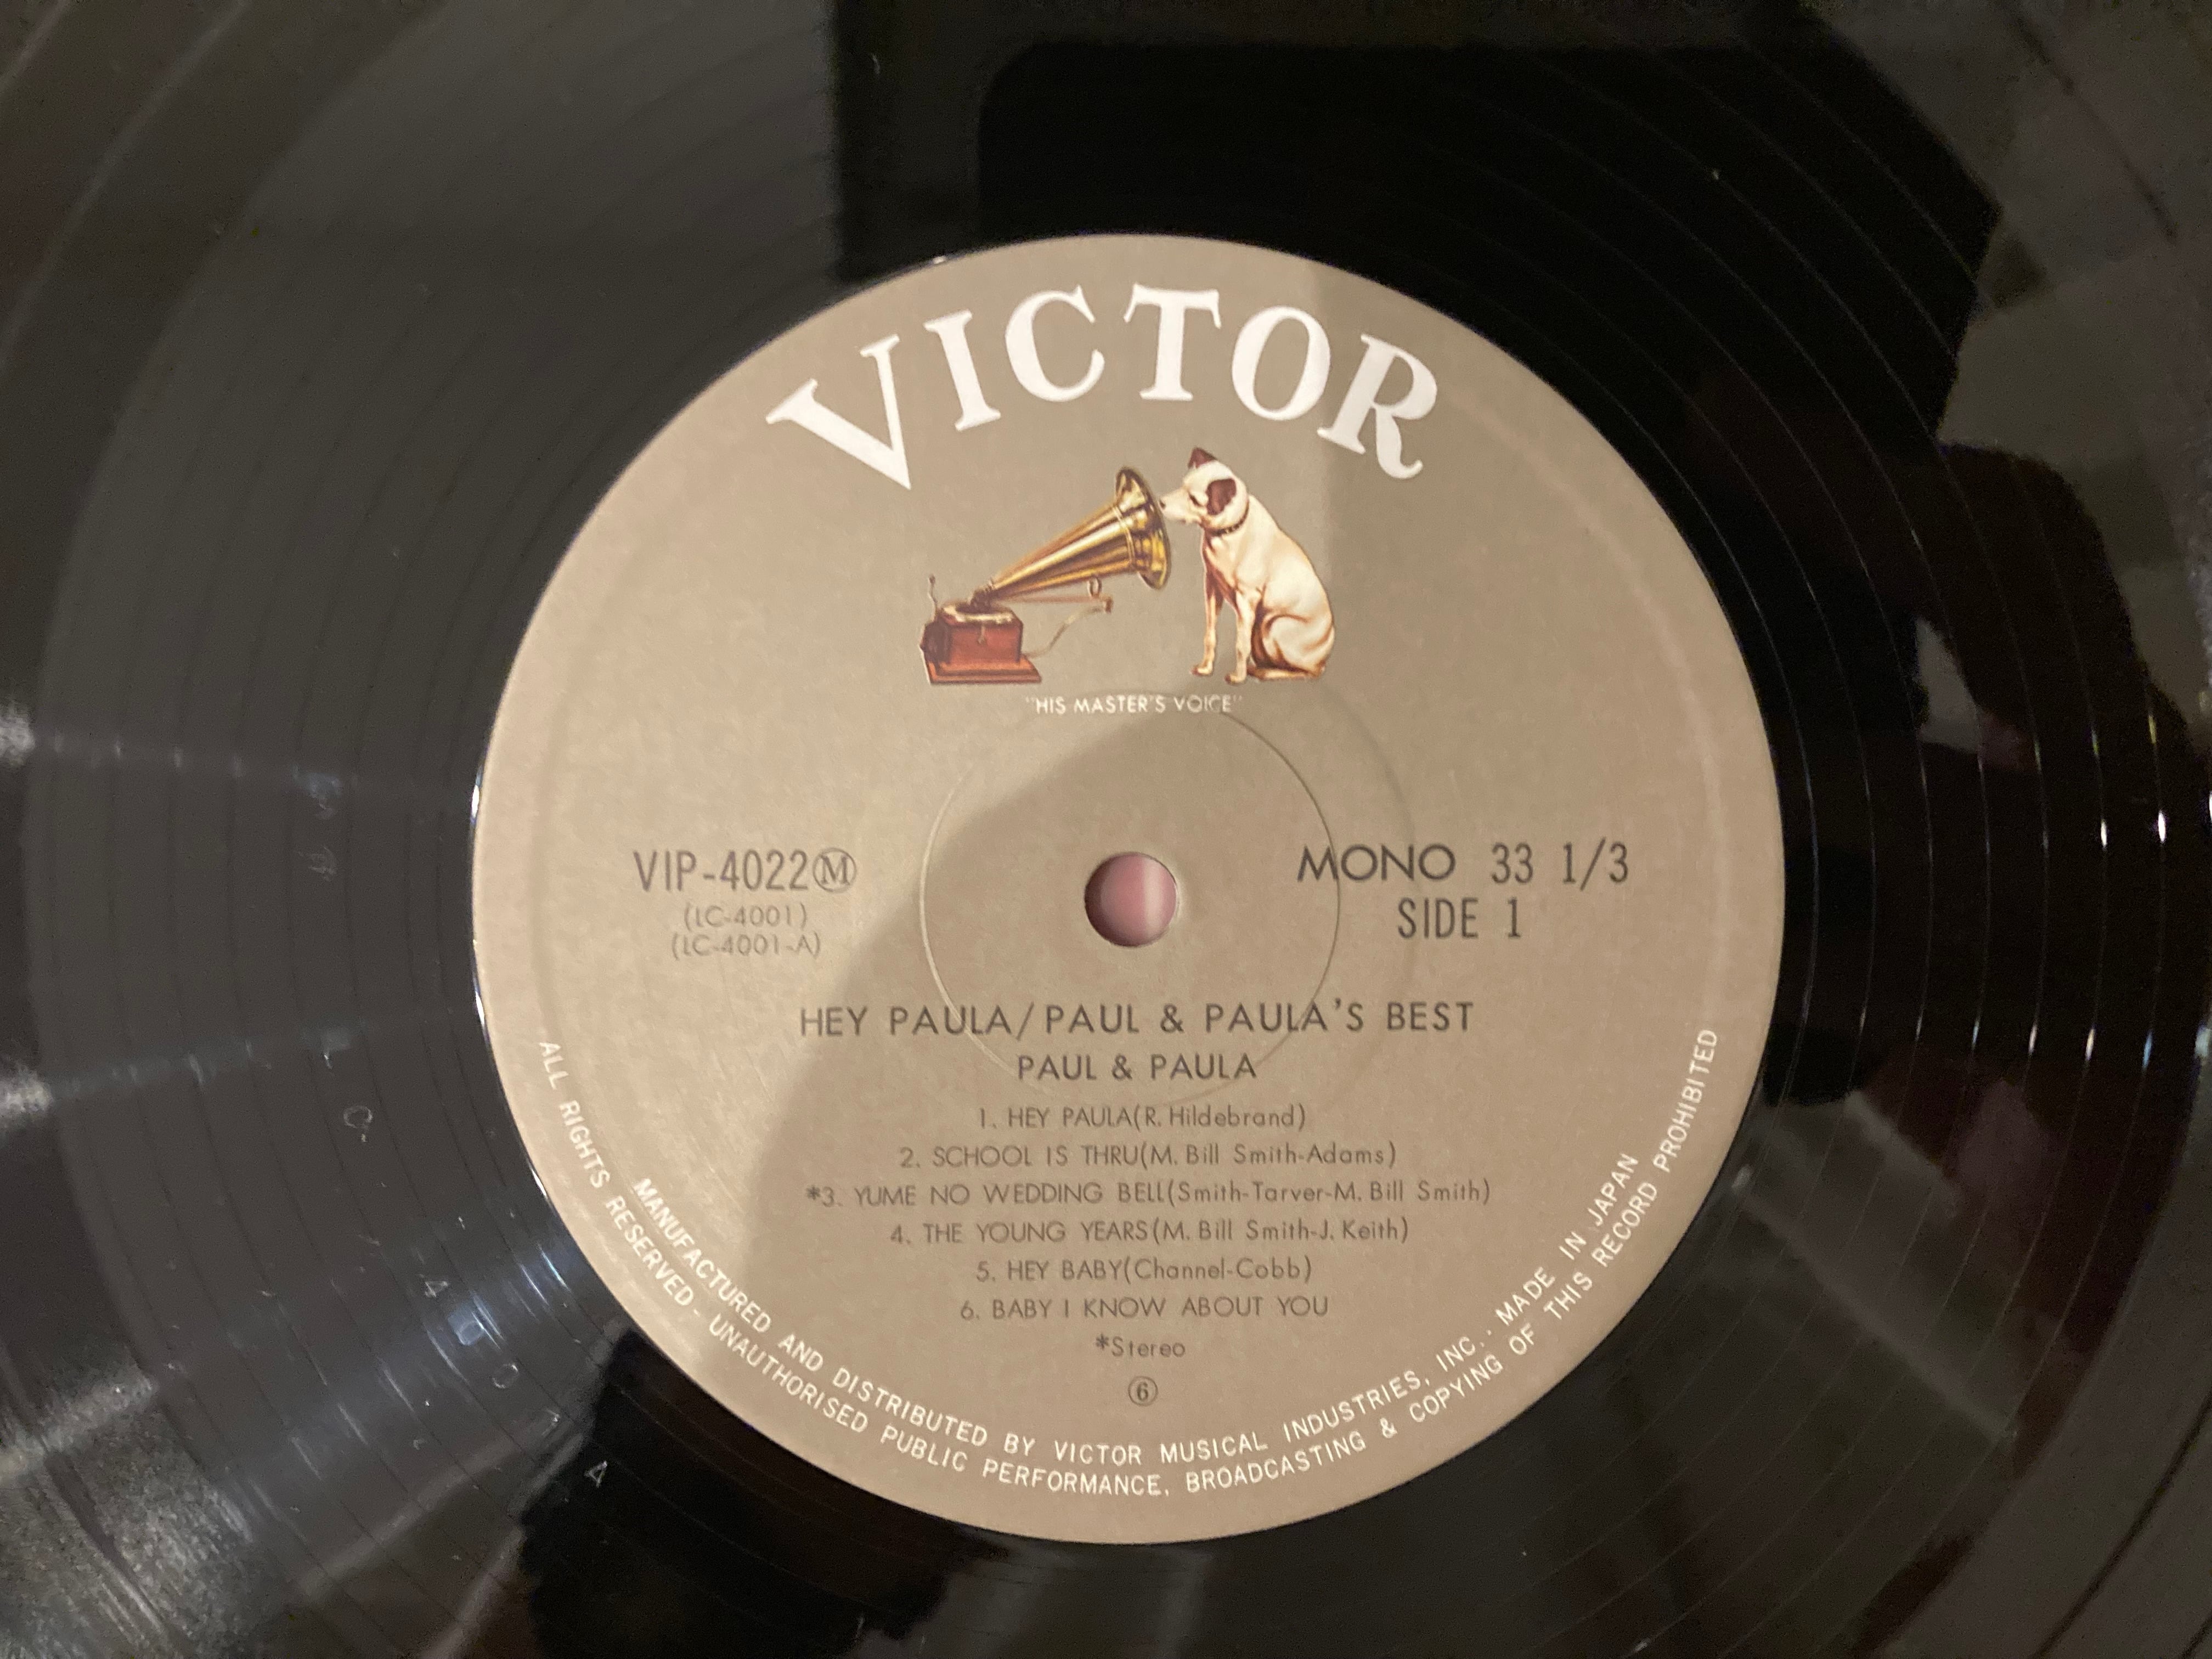 VICTOR
"HIS MASTER'S VOICE"
VIP-4022Ⓜ
(LC-4001)
(LC-4001-A)
MONO 33 1/3
SIDE 1
HEY PAULA/PAUL & PAULA'S BEST
PAUL & PAULA
1. HEY PAULA(R. Hildebrand)
2. SCHOOL IS THRU(M. Bill Smith-Adams)
*3. YUME NO WEDDING BELL(Smith-Tarver-M. Bill Smith)
4. THE YOUNG YEARS(M. Bill Smith-J. Keith)
5. HEY BABY(Channel-Cobb)
6. BABY I KNOW ABOUT YOU
*Stereo
⑥
MANUFACTURED AND DISTRIBUTED BY VICTOR MUSICAL INDUSTRIES, INC. · MADE IN JAPAN
ALL RIGHTS RESERVED - UNAUTHORISED PUBLIC PERFORMANCE, BROADCASTING & COPYING OF THIS RECORD PROHIBITED